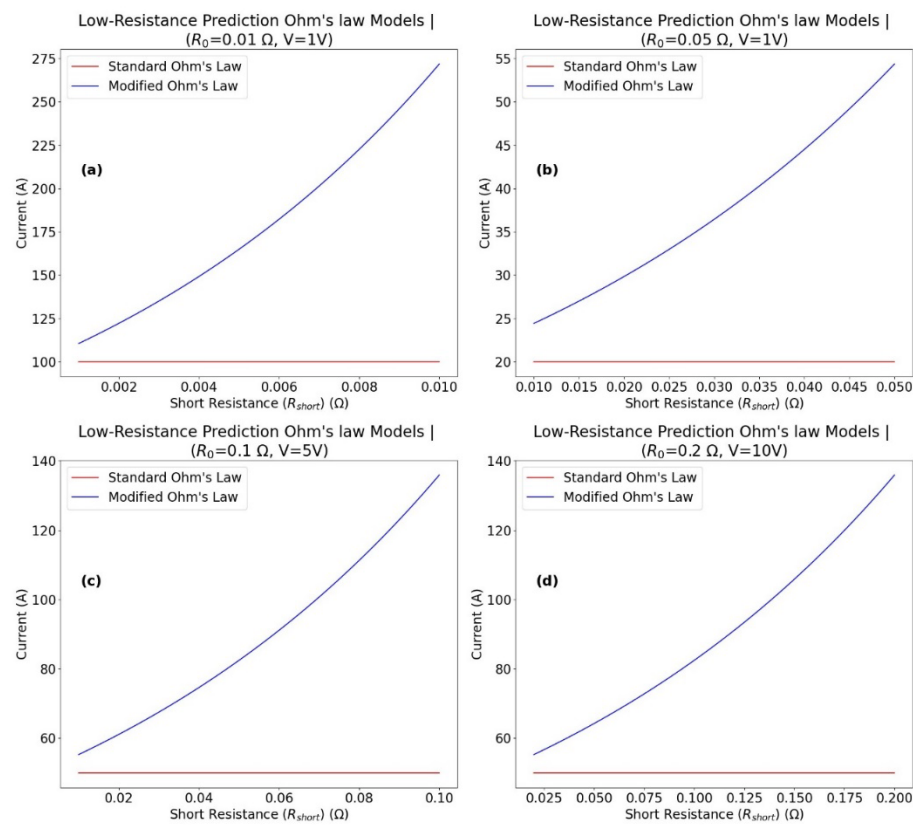 Low-Resistance Prediction Ohm's law Models |
(R₀=0.01 Ω, V=1V)
275
250
225
200
175
150
125
100
Current (A)
Standard Ohm's Law
Modified Ohm's Law
(a)
0.002 0.004 0.006 0.008 0.010
Short Resistance (R_short) (Ω)
Low-Resistance Prediction Ohm's law Models |
(R₀=0.05 Ω, V=1V)
55
50
45
40
35
30
25
20
Current (A)
Standard Ohm's Law
Modified Ohm's Law
(b)
0.010 0.015 0.020 0.025 0.030 0.035 0.040 0.045 0.050
Short Resistance (R_short) (Ω)
Low-Resistance Prediction Ohm's law Models |
(R₀=0.1 Ω, V=5V)
140
120
100
80
60
Current (A)
Standard Ohm's Law
Modified Ohm's Law
(c)
0.02 0.04 0.06 0.08 0.10
Short Resistance (R_short) (Ω)
Low-Resistance Prediction Ohm's law Models |
(R₀=0.2 Ω, V=10V)
140
120
100
80
60
Current (A)
Standard Ohm's Law
Modified Ohm's Law
(d)
0.025 0.050 0.075 0.100 0.125 0.150 0.175 0.200
Short Resistance (R_short) (Ω)